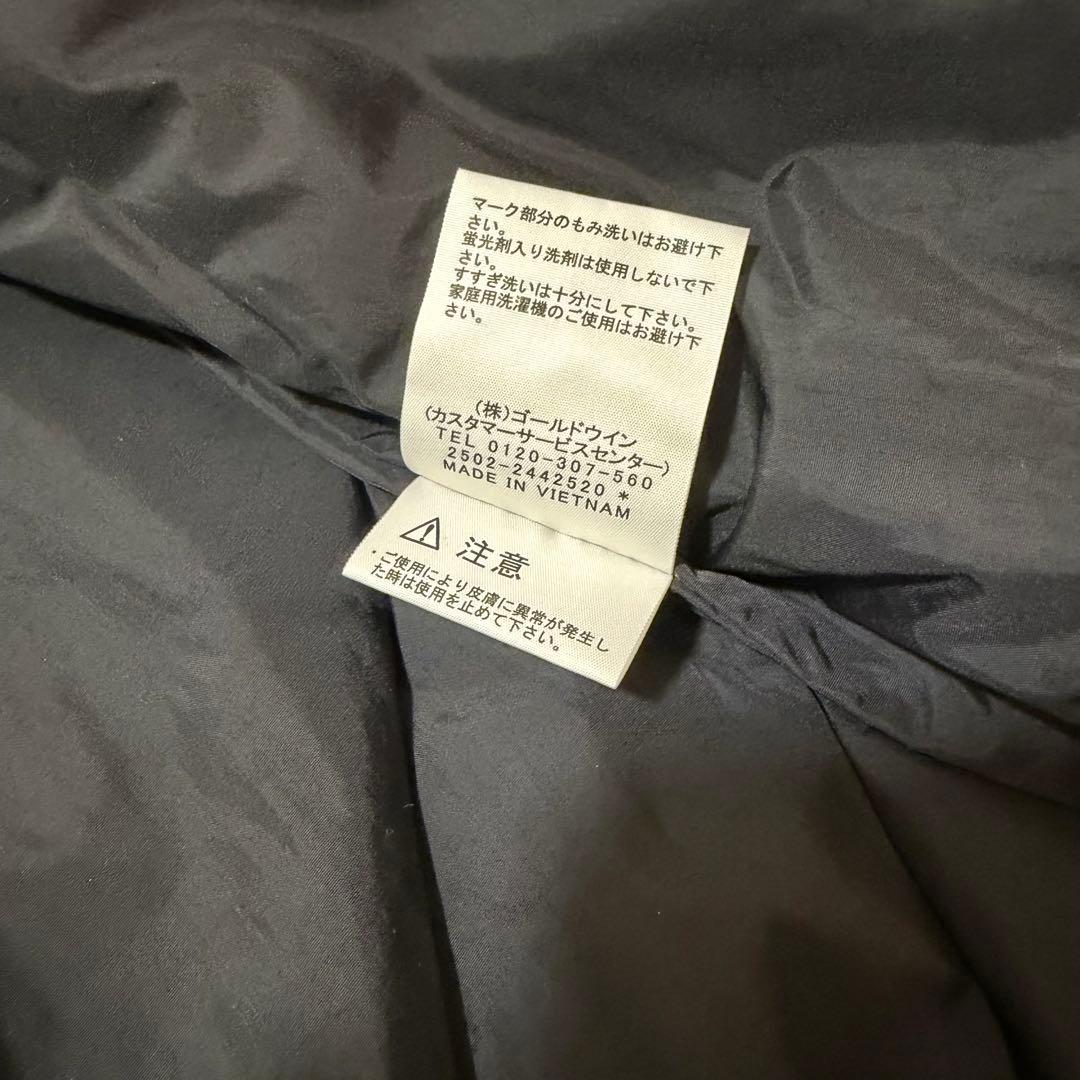 マーク部分のもみ洗いはお避け下
さい。
蛍光剤入り洗剤は使用しないで下
さい。
すすぎ洗いは十分にして下さい。
家庭用洗濯機のご使用はお避け下
さい。
(株)ゴールドウイン
(カスタマーサービスセンター)
TEL 0120-307-560
2502-2442520 *
MADE IN VIETNAM
⚠ 注意
・ご使用により皮膚に異常が発生し
た時は使用を止めて下さい。